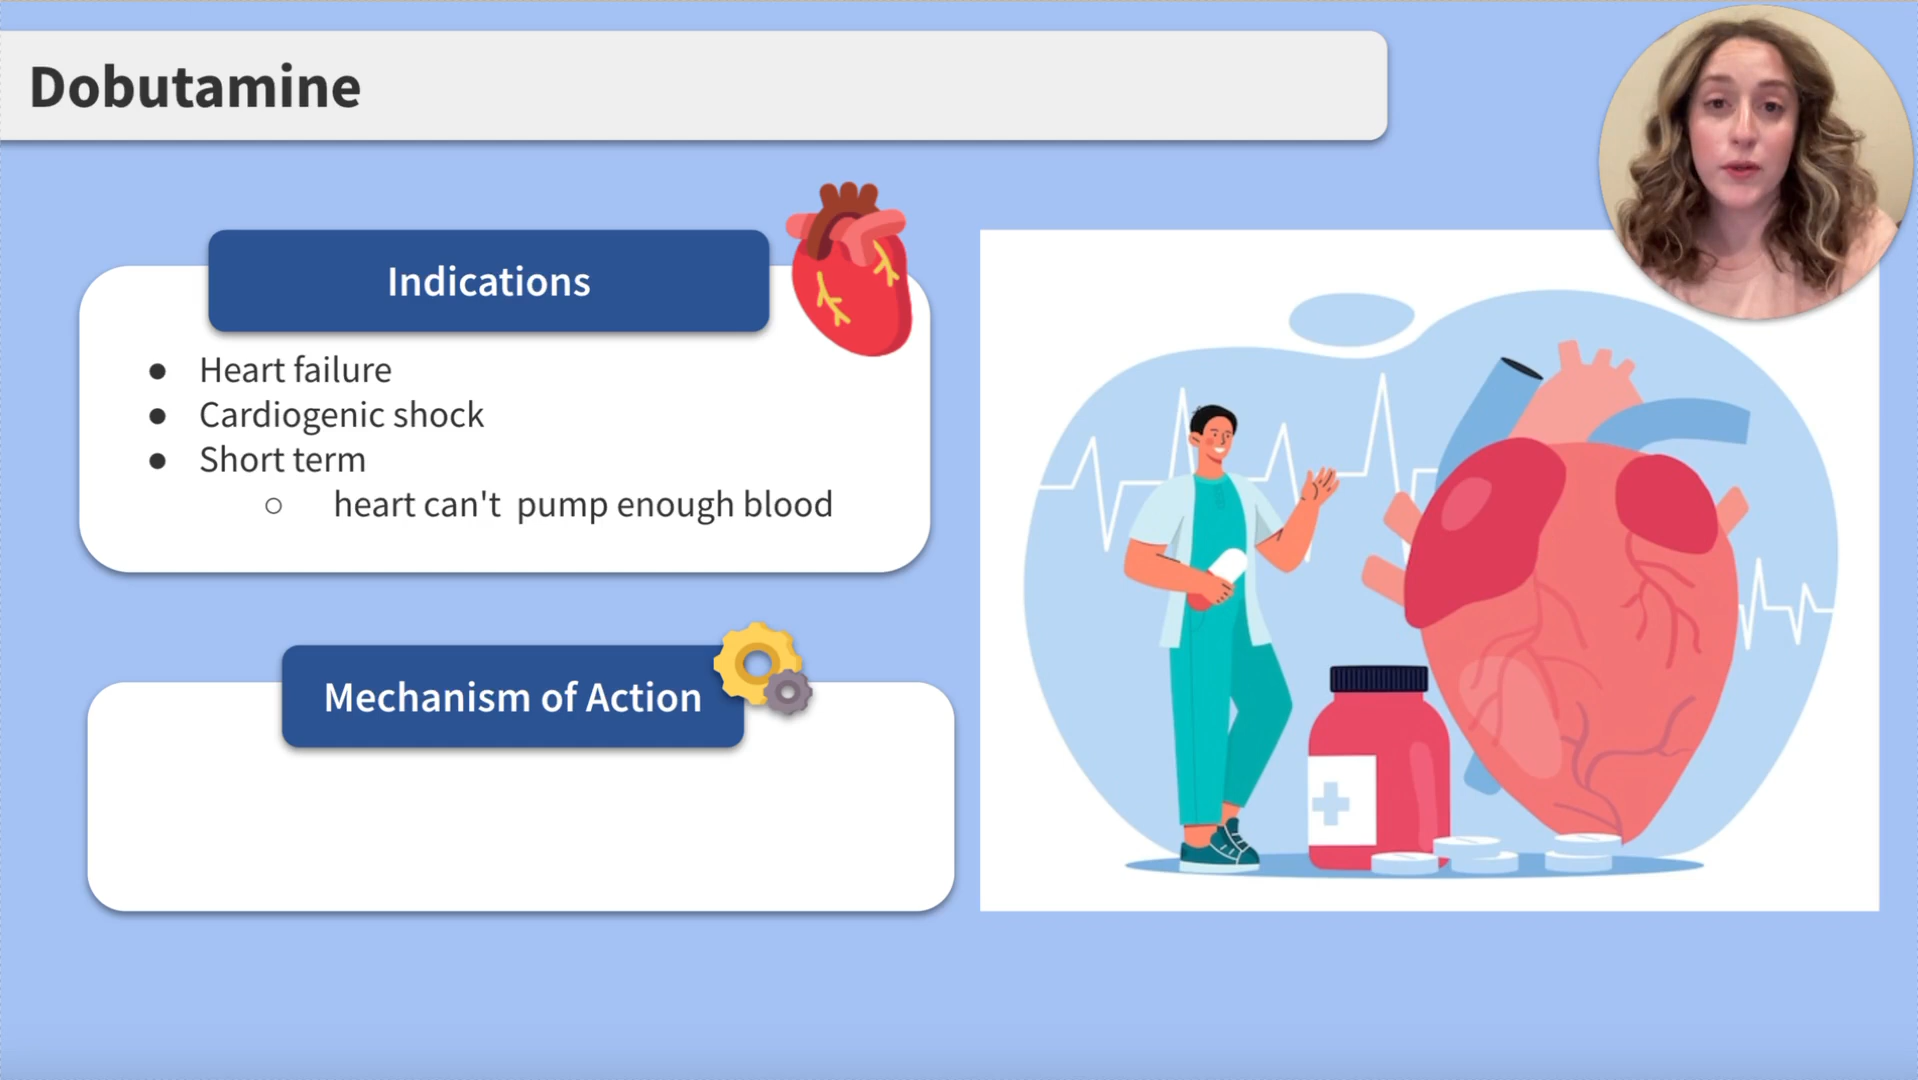 Dobutamine
Indications
● Heart failure
● Cardiogenic shock
● Short term
○ heart can't pump enough blood
Mechanism of Action